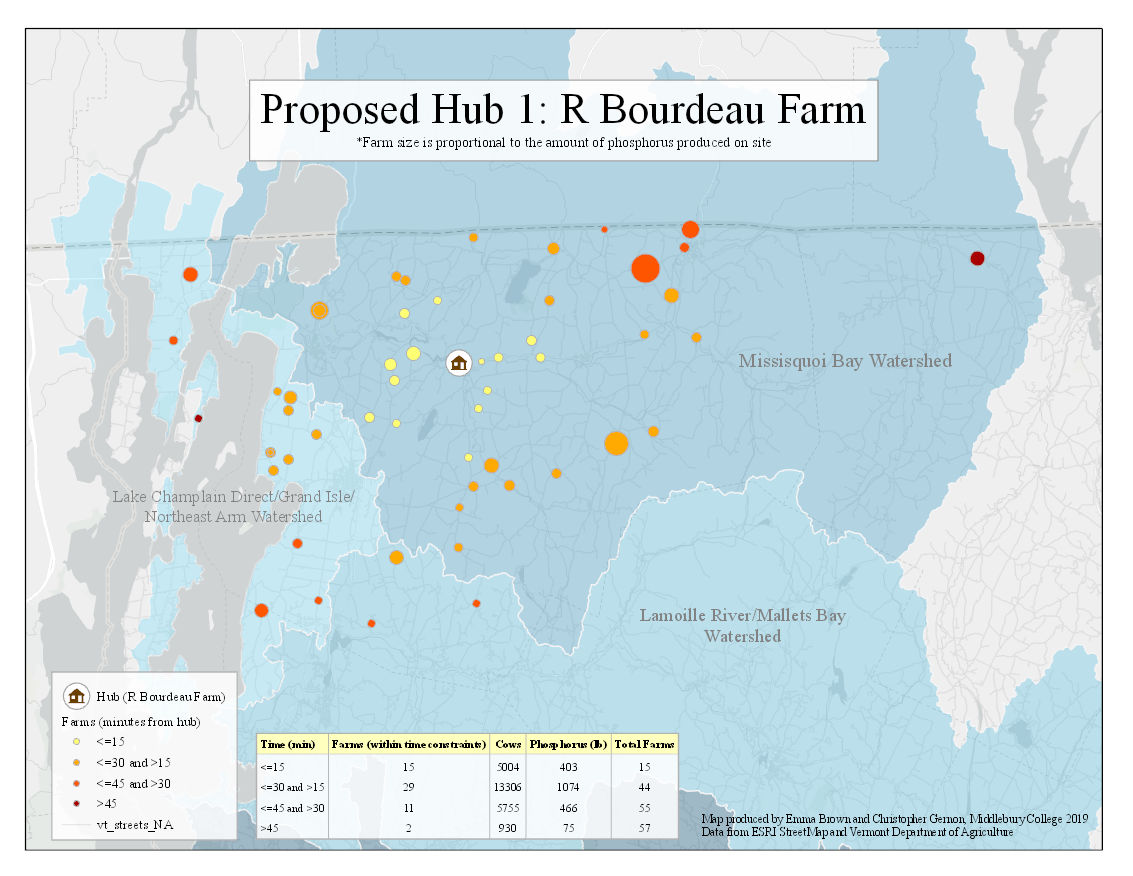 Proposed Hub 1: R Bourdeau Farm
*Farm size is proportional to the amount of phosphorus produced on site
Missisquoi Bay Watershed
Lake Champlain Direct/Grand Isle/
Northeast Arm Watershed
Lamoille River/Mallets Bay
Watershed
Hub (R Bourdeau Farm)
Farms (minutes from hub)
<=15
<=30 and >15
<=45 and >30
>45
vt_streets_NA
Time (min) Farms (within time constraints) Cows Phosphorus (lb) Total Farms
<=15 15 5004 403 15
<=30 and >15 29 13306 1074 44
<=45 and >30 11 5755 466 55
>45 2 930 75 57
Map produced by Emma Brown and Christopher Gernon, Middlebury College 2019
Data from ESRI StreetMap and Vermont Department of Agriculture